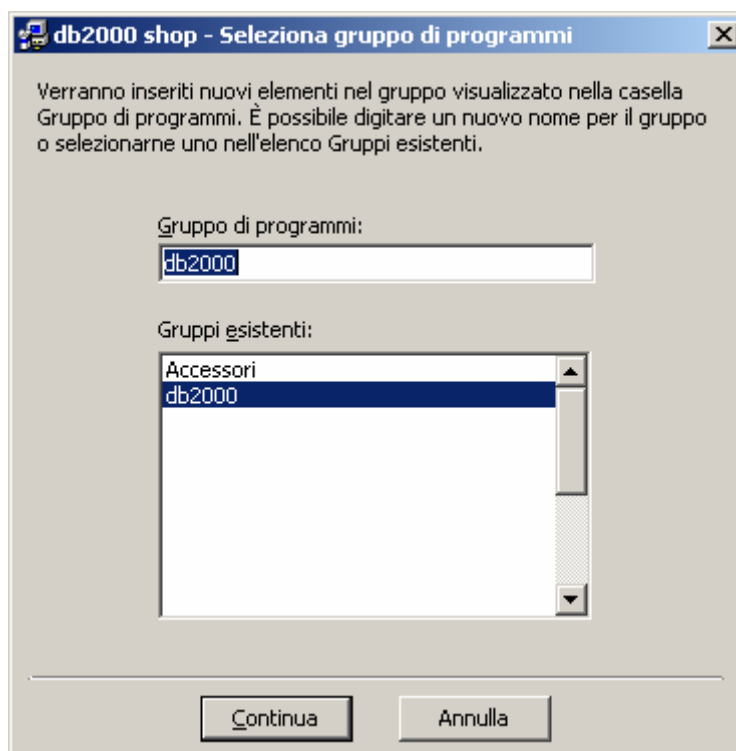 db2000 shop - Seleziona gruppo di programmi
Verranno inseriti nuovi elementi nel gruppo visualizzato nella casella
Gruppo di programmi. È possibile digitare un nuovo nome per il gruppo
o selezionarne uno nell'elenco Gruppi esistenti.
Gruppo di programmi:
db2000
Gruppi esistenti:
Accessori
db2000
Continua
Annulla